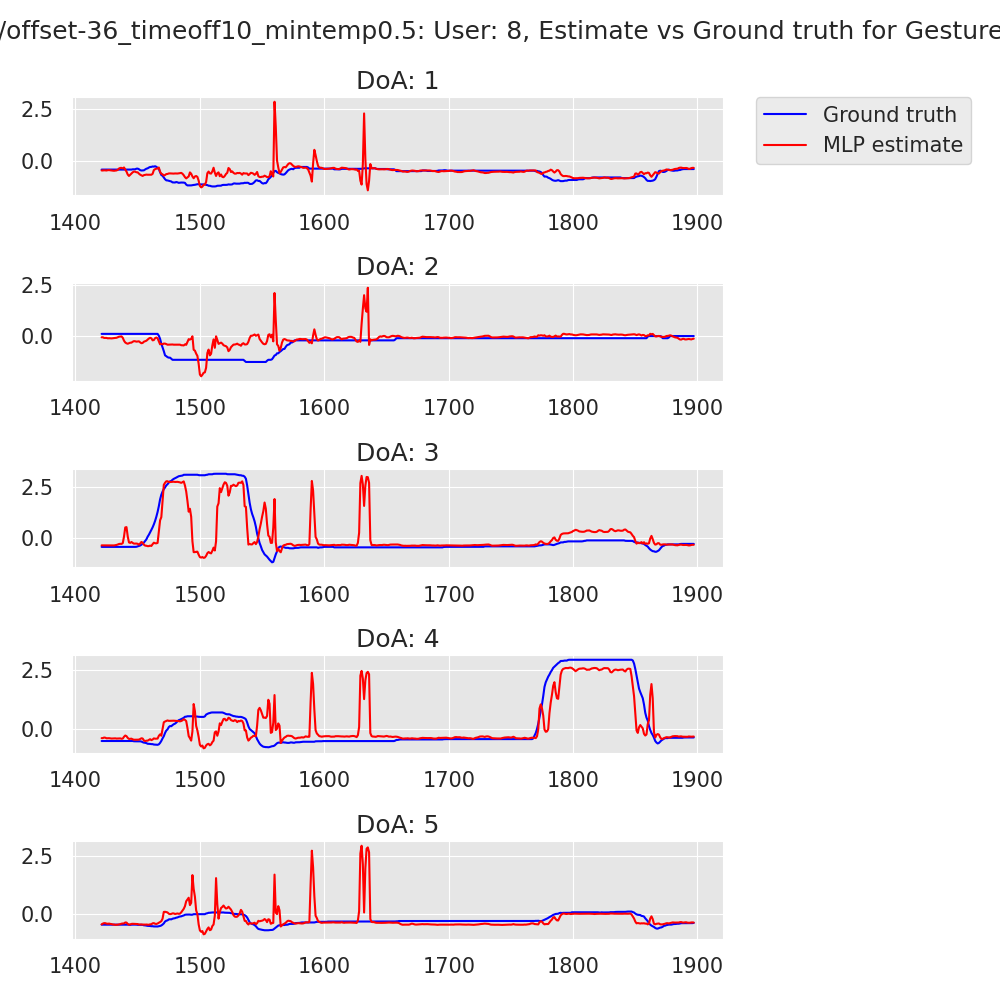 /offset-36_timeoff10_mintemp0.5: User: 8, Estimate vs Ground truth for Gesture
DoA: 1
2.5
0.0
1400 1500 1600 1700 1800 1900
Ground truth
MLP estimate
DoA: 2
2.5
0.0
1400 1500 1600 1700 1800 1900
DoA: 3
2.5
0.0
1400 1500 1600 1700 1800 1900
DoA: 4
2.5
0.0
1400 1500 1600 1700 1800 1900
DoA: 5
2.5
0.0
1400 1500 1600 1700 1800 1900